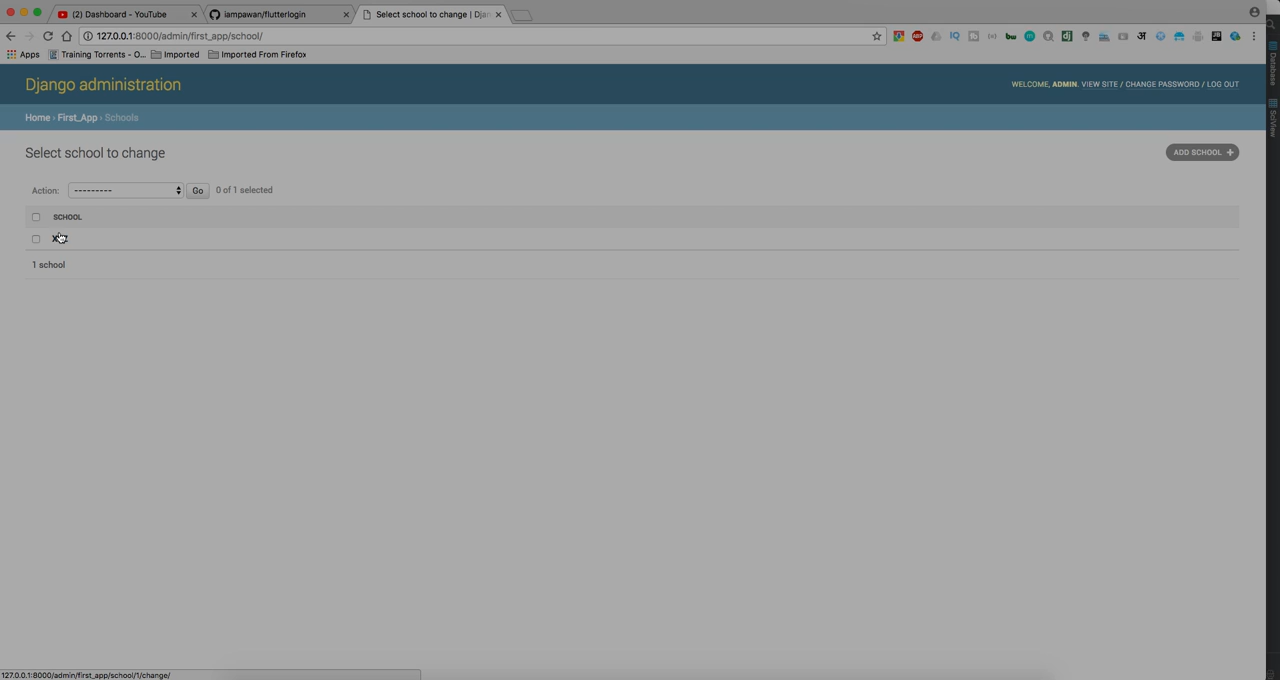 (2) Dashboard - YouTube
iampawan/flutterlogin
Select school to change | Djan
127.0.0.1:8000/admin/first_app/school/
Apps
Training Torrents - O...
Imported
Imported From Firefox
Django administration
WELCOME, ADMIN. VIEW SITE / CHANGE PASSWORD / LOG OUT
Home › First_App › Schools
Select school to change
ADD SCHOOL +
Action: --------- Go 0 of 1 selected
SCHOOL
1 school
127.0.0.1:8000/admin/first_app/school/1/change/
Database
SciView